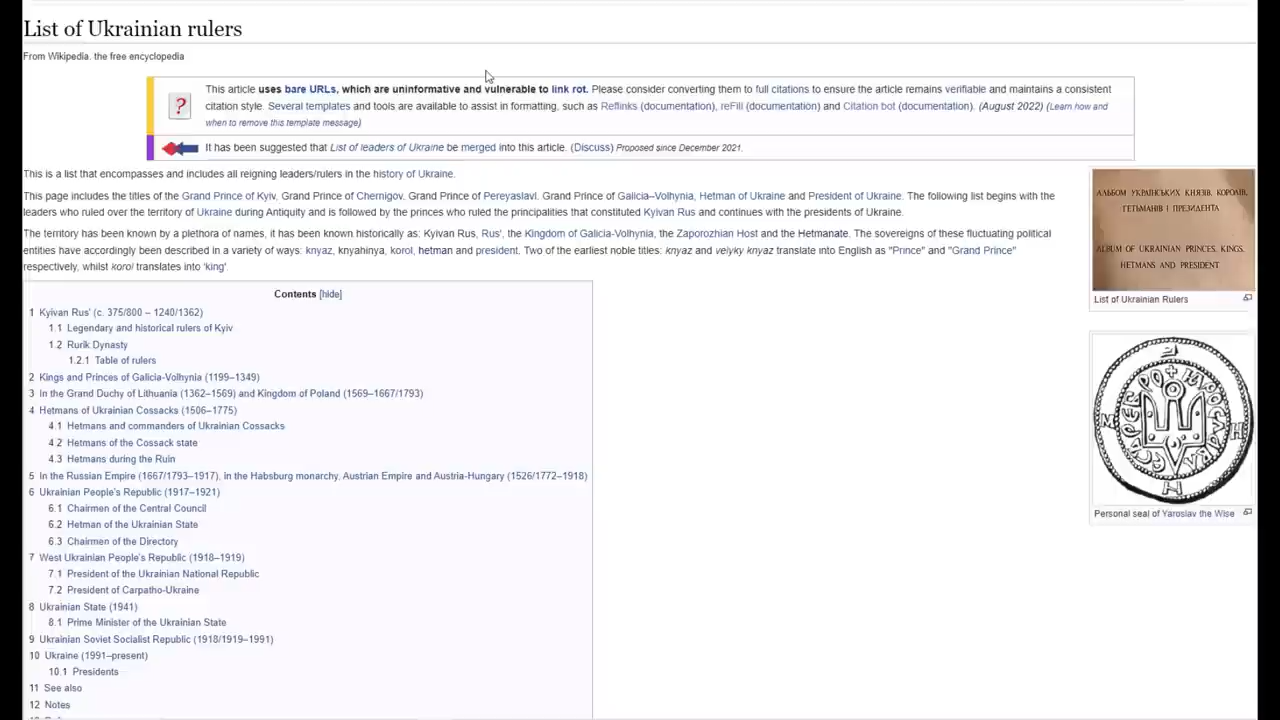 List of Ukrainian rulers
From Wikipedia, the free encyclopedia
This article uses bare URLs, which are uninformative and vulnerable to link rot. Please consider converting them to full citations to ensure the article remains verifiable and maintains a consistent
citation style. Several templates and tools are available to assist in formatting, such as Reflinks (documentation), reFill (documentation) and Citation bot (documentation). (August 2022) (Learn how and
when to remove this template message)
It has been suggested that List of leaders of Ukraine be merged into this article. (Discuss) Proposed since December 2021.
This is a list that encompasses and includes all reigning leaders/rulers in the history of Ukraine.
This page includes the titles of the Grand Prince of Kyiv, Grand Prince of Chernigov, Grand Prince of Pereyaslavl, Grand Prince of Galicia–Volhynia, Hetman of Ukraine and President of Ukraine. The following list begins with the
leaders who ruled over the territory of Ukraine during Antiquity and is followed by the princes who ruled the principalities that constituted Kyivan Rus and continues with the presidents of Ukraine.
The territory has been known by a plethora of names, it has been known historically as: Kyivan Rus, Rus', the Kingdom of Galicia-Volhynia, the Zaporozhian Host and the Hetmanate. The sovereigns of these fluctuating political
entities have accordingly been described in a variety of ways: knyaz, knyahinya, korol, hetman and president. Two of the earliest noble titles: knyaz and velyky knyaz translate into English as "Prince" and "Grand Prince"
respectively, whilst korol translates into 'king'
АЛЬБОМ УКРАЇНСЬКИХ КНЯЗІВ, КОРОЛІВ,
ГЕТЬМАНІВ І ПРЕЗИДЕНТА
ALBUM OF UKRAINIAN PRINCES, KINGS,
HETMANS AND PRESIDENT
List of Ukrainian Rulers
Personal seal of Yaroslav the Wise
Contents [hide]
1 Kyivan Rus' (c. 375/800 – 1240/1362)
1.1 Legendary and historical rulers of Kyiv
1.2 Rurik Dynasty
1.2.1 Table of rulers
2 Kings and Princes of Galicia-Volhynia (1199–1349)
3 In the Grand Duchy of Lithuania (1362–1569) and Kingdom of Poland (1569–1667/1793)
4 Hetmans of Ukrainian Cossacks (1506–1775)
4.1 Hetmans and commanders of Ukrainian Cossacks
4.2 Hetmans of the Cossack state
4.3 Hetmans during the Ruin
5 In the Russian Empire (1667/1793–1917), in the Habsburg monarchy, Austrian Empire and Austria-Hungary (1526/1772–1918)
6 Ukrainian People's Republic (1917–1921)
6.1 Chairmen of the Central Council
6.2 Hetman of the Ukrainian State
6.3 Chairmen of the Directory
7 West Ukrainian People's Republic (1918–1919)
7.1 President of the Ukrainian National Republic
7.2 President of Carpatho-Ukraine
8 Ukrainian State (1941)
8.1 Prime Minister of the Ukrainian State
9 Ukrainian Soviet Socialist Republic (1918/1919–1991)
10 Ukraine (1991–present)
10.1 Presidents
11 See also
12 Notes